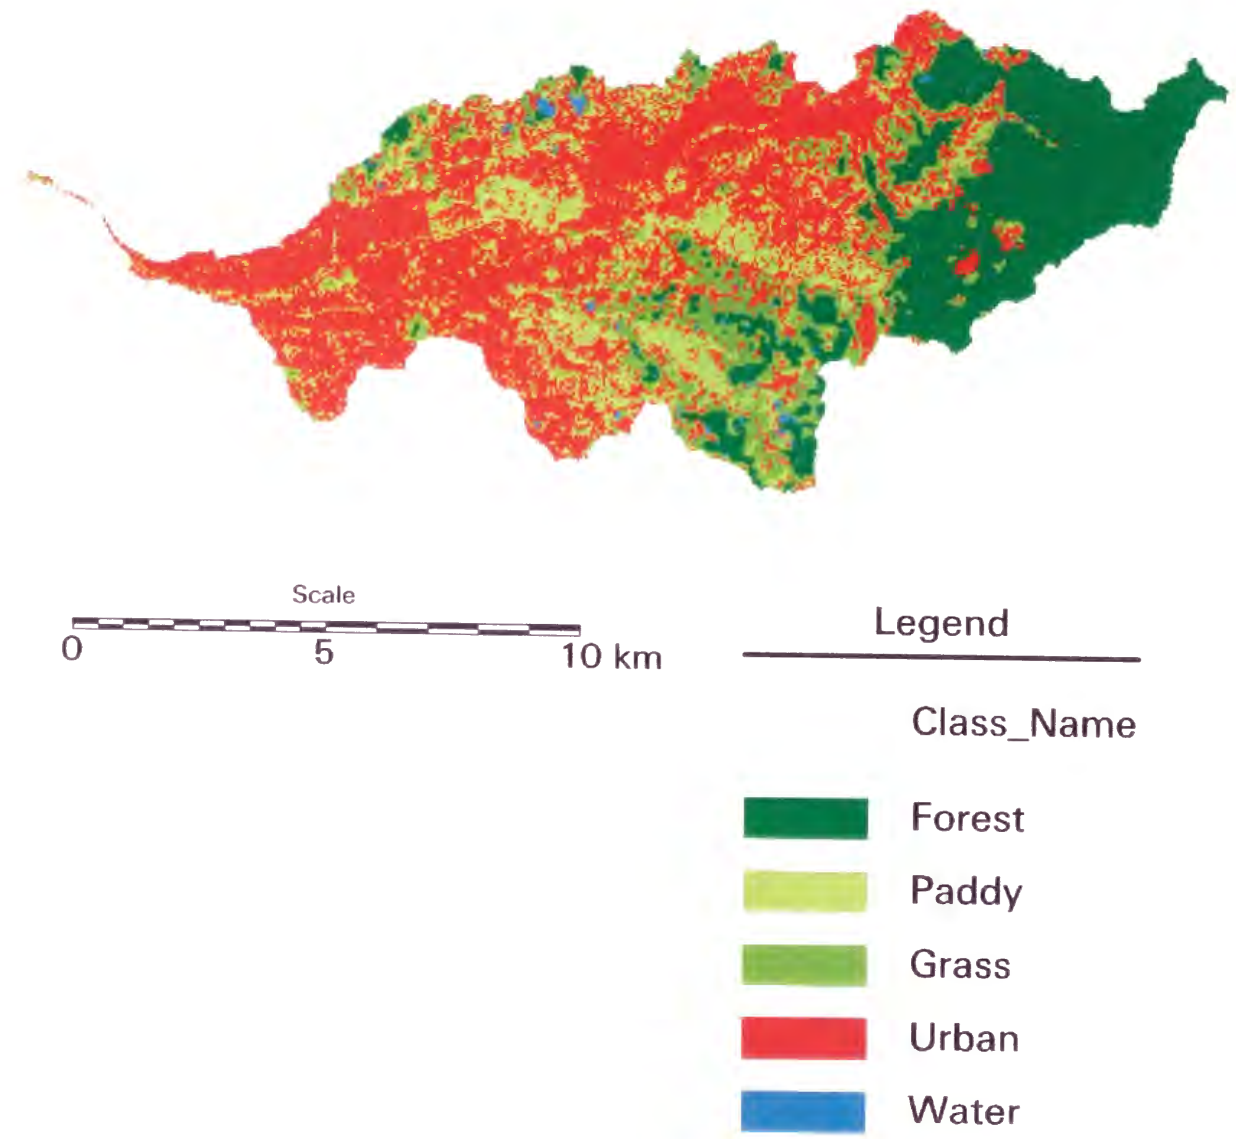 Scale
0 5 10 km
Legend
Class_Name
Forest
Paddy
Grass
Urban
Water